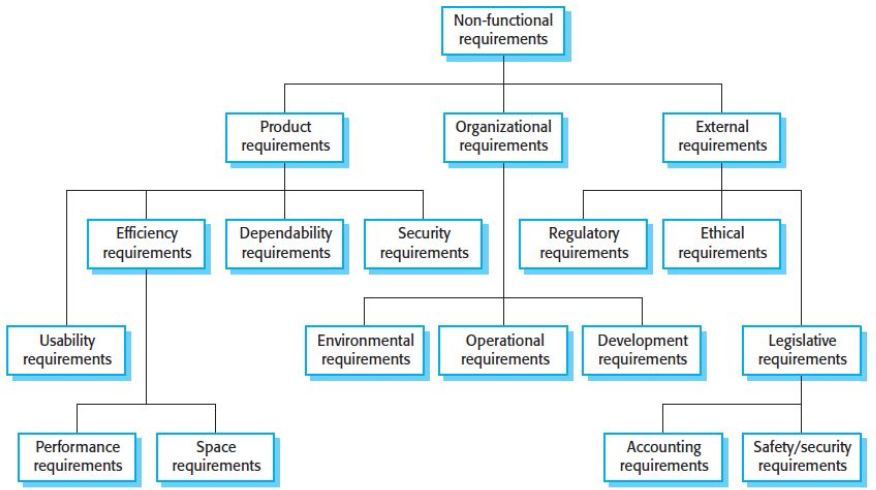 Non-functional
requirements
Product
requirements
Organizational
requirements
External
requirements
Efficiency
requirements
Dependability
requirements
Security
requirements
Regulatory
requirements
Ethical
requirements
Usability
requirements
Environmental
requirements
Operational
requirements
Development
requirements
Legislative
requirements
Performance
requirements
Space
requirements
Accounting
requirements
Safety/security
requirements